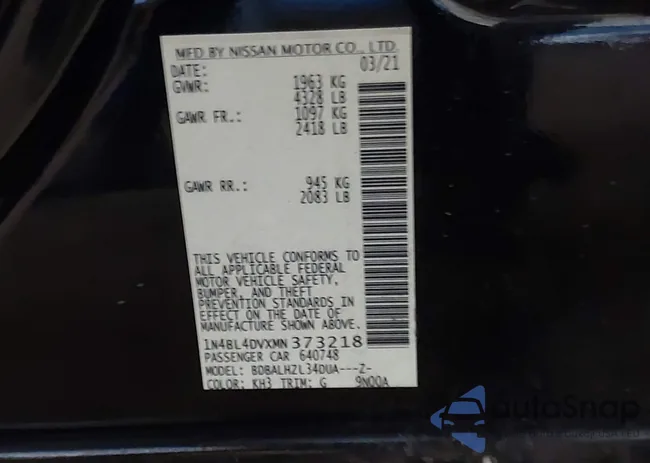 MFD BY NISSAN MOTOR CO., LTD.
DATE: 03/21
GVWR: 1963 KG
4328 LB
GAWR FR.: 1097 KG
2418 LB
GAWR RR.: 945 KG
2083 LB
THIS VEHICLE CONFORMS TO
ALL APPLICABLE FEDERAL
MOTOR VEHICLE SAFETY,
BUMPER, AND THEFT
PREVENTION STANDARDS IN
EFFECT ON THE DATE OF
MANUFACTURE SHOWN ABOVE.
1N4BL4DVXMN373218
PASSENGER CAR 640748
MODEL: BDBALHZL34DUA---Z-
COLOR: KH3 TRIM: G 9N00A
autoSnap